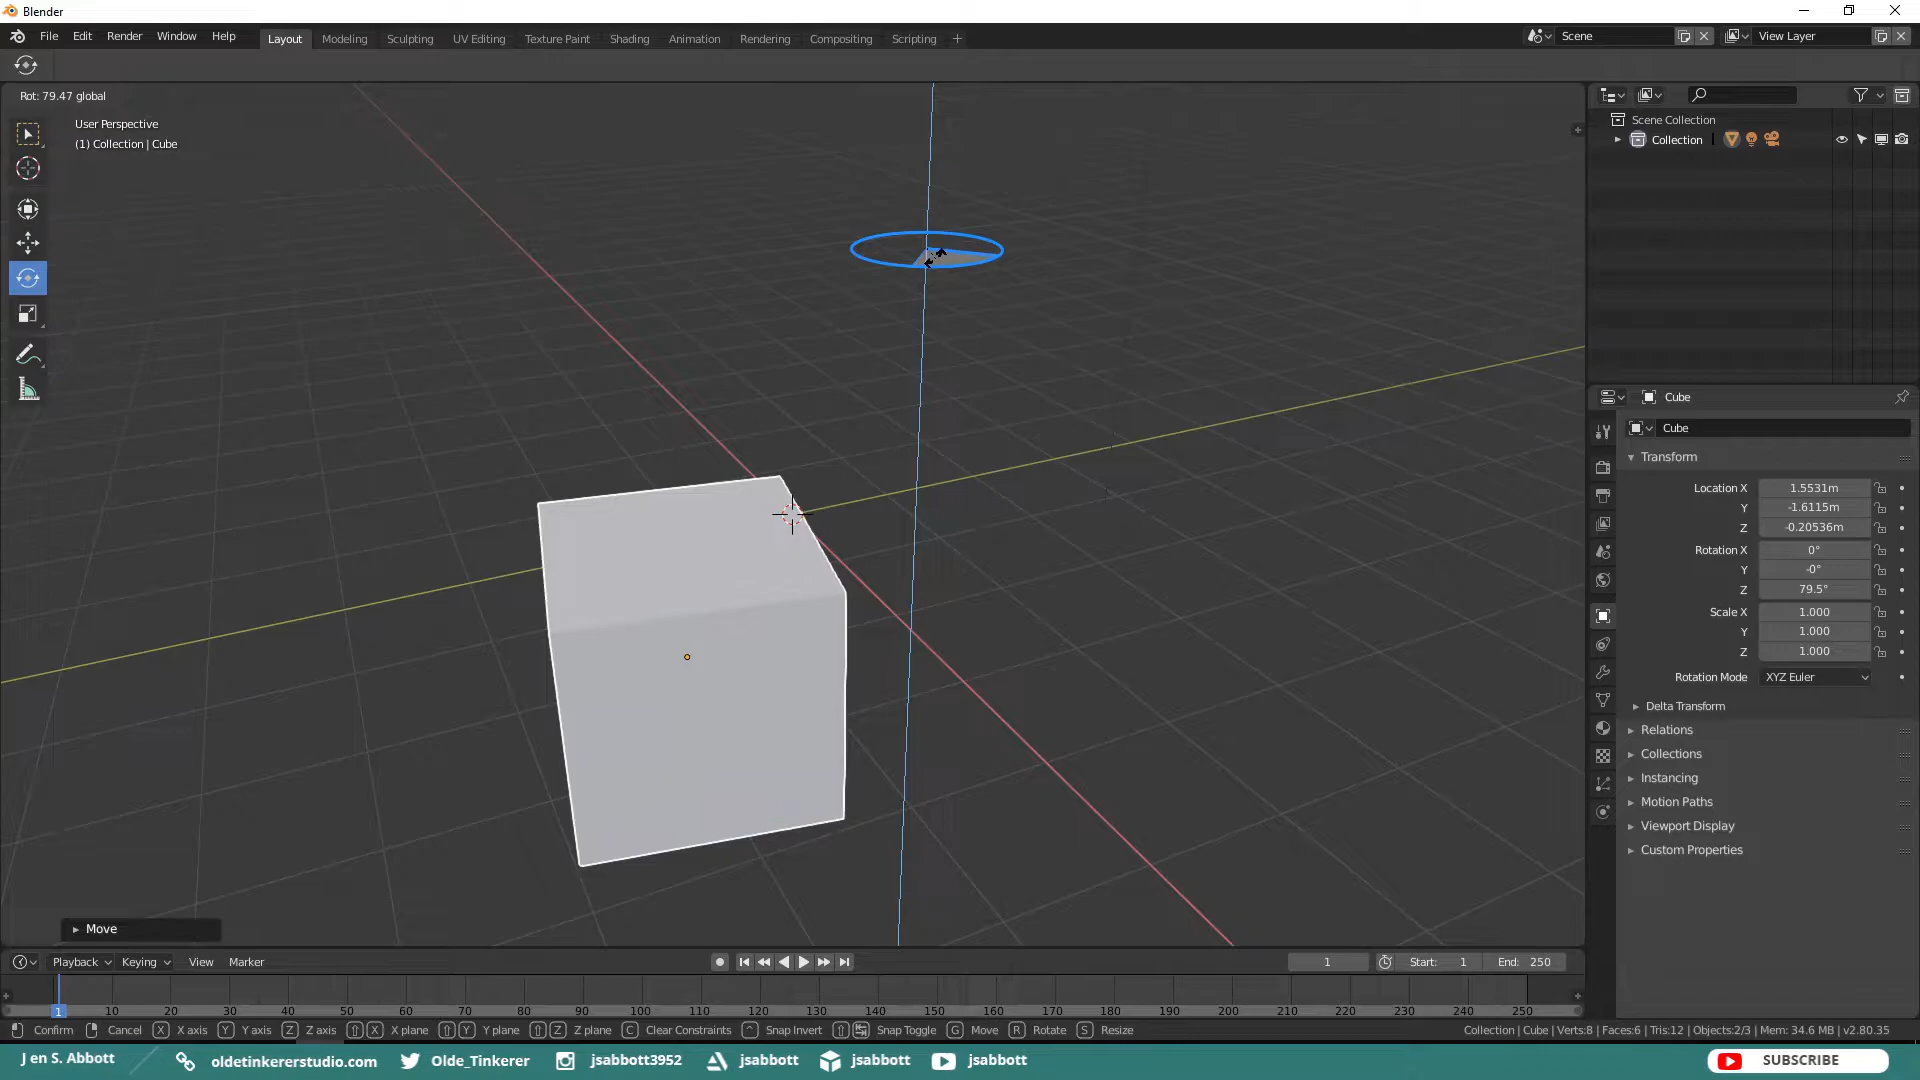 Blender
File Edit Render Window Help Layout Modeling Sculpting UV Editing Texture Paint Shading Animation Rendering Compositing Scripting + Scene View Layer
Rot: 79.47 global
User Perspective
(1) Collection | Cube
Scene Collection
Collection
Cube
Cube
Transform
Location X 1.5531m
Y -1.6115m
Z -0.20536m
Rotation X 0°
Y -0°
Z 79.5°
Scale X 1.000
Y 1.000
Z 1.000
Rotation Mode XYZ Euler
Delta Transform
Relations
Collections
Instancing
Motion Paths
Viewport Display
Custom Properties
Move
Playback Keying View Marker 1 Start: 1 End: 250
1 10 20 30 40 50 60 70 80 90 100 110 120 130 140 150 160 170 180 190 200 210 220 230 240 250
Confirm Cancel X X axis Y Y axis Z Z axis X X plane Y Y plane Z Z plane C Clear Constraints ^ Snap Invert Snap Toggle G Move R Rotate S Resize Collection | Cube | Verts:8 | Faces:6 | Tris:12 | Objects:2/3 | Mem: 34.6 MB | v2.80.35
J en S. Abbott oldetinkererstudio.com Olde_Tinkerer jsabbott3952 jsabbott jsabbott jsabbott SUBSCRIBE